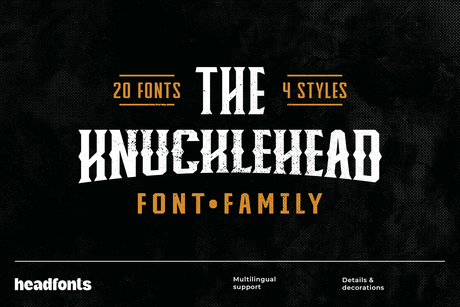 20 FONTS
THE
4 STYLES
KNUCKLEHEAD
FONT•FAMILY
headfonts
Multilingual
support
Details &
decorations